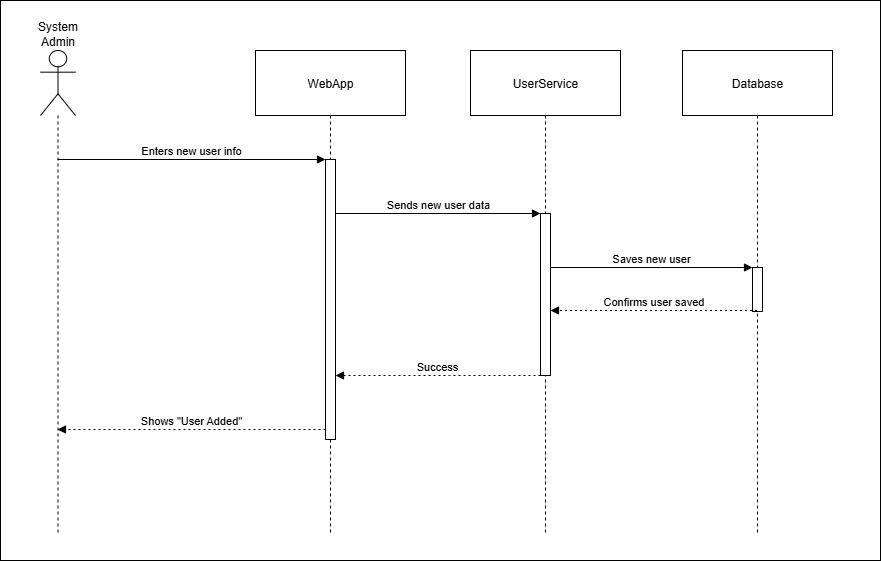 System
Admin
WebApp
UserService
Database
Enters new user info
Sends new user data
Saves new user
Confirms user saved
Success
Shows "User Added"